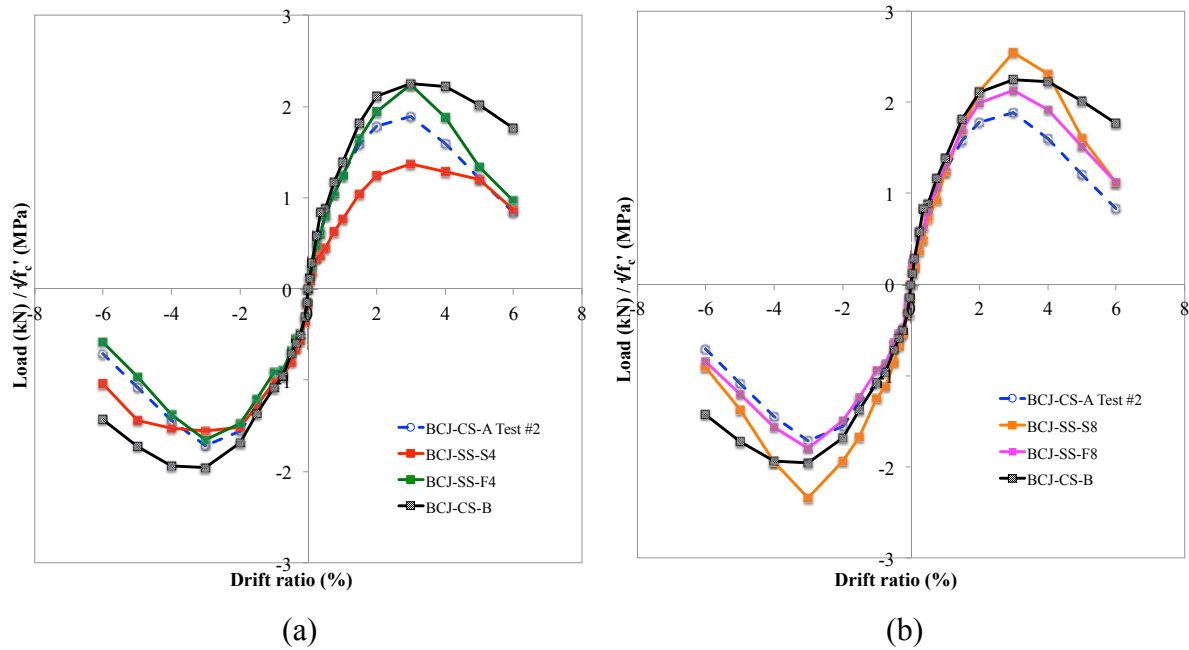 3
2
1
0
-1
-2
-3
-8
-6
-4
-2
0
2
4
6
8
Load (kN) / √f_c' (MPa)
Drift ratio (%)
BCJ-CS-A Test #2
BCJ-SS-S4
BCJ-SS-F4
BCJ-CS-B
(a)
3
2
1
0
-1
-2
-3
-8
-6
-4
-2
0
2
4
6
8
Load (kN) / √f_c' (MPa)
Drift ratio (%)
BCJ-CS-A Test #2
BCJ-SS-S8
BCJ-SS-F8
BCJ-CS-B
(b)